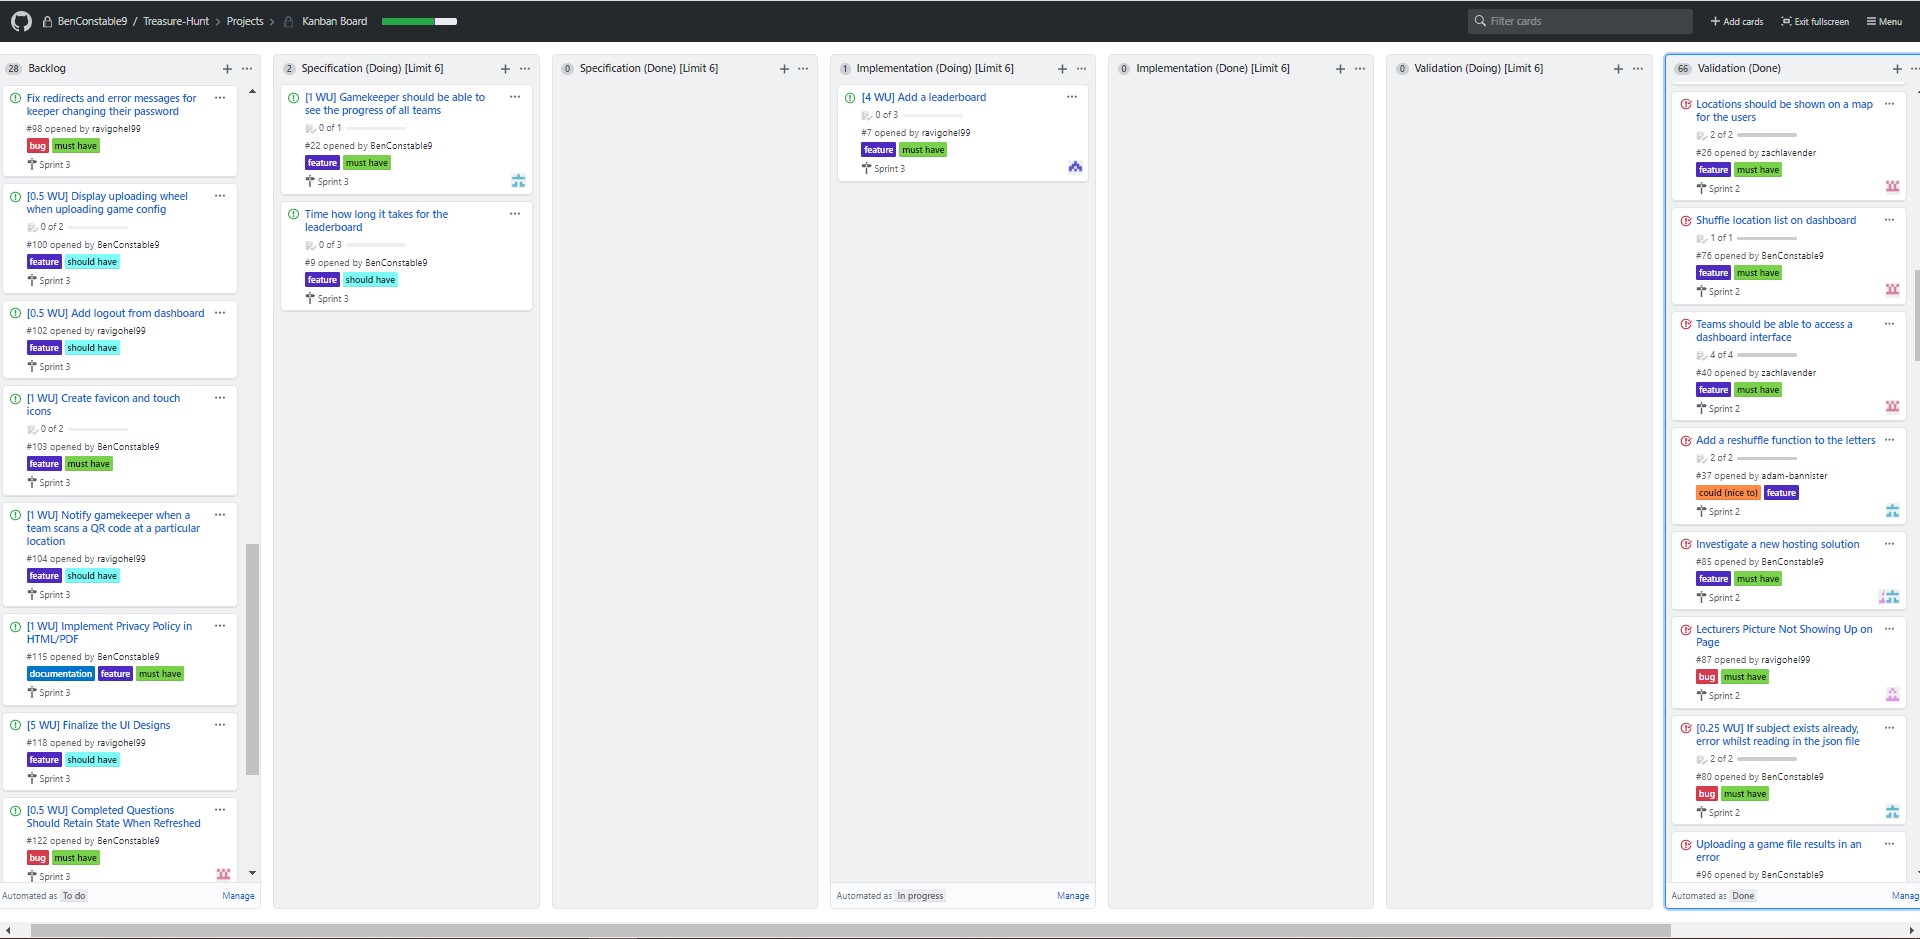 BenConstable9 / Treasure-Hunt > Projects > Kanban Board
Filter cards
Add cards
Exit fullscreen
Menu
28 Backlog
Fix redirects and error messages for
keeper changing their password
#98 opened by ravigohel99
bug must have
Sprint 3
[0.5 WU] Display uploading wheel
when uploading game config
0 of 2
#100 opened by BenConstable9
feature should have
Sprint 3
[0.5 WU] Add logout from dashboard
#102 opened by ravigohel99
feature should have
Sprint 3
[1 WU] Create favicon and touch
icons
0 of 2
#103 opened by BenConstable9
feature must have
Sprint 3
[1 WU] Notify gamekeeper when a
team scans a QR code at a particular
location
#104 opened by ravigohel99
feature should have
Sprint 3
[1 WU] Implement Privacy Policy in
HTML/PDF
#115 opened by BenConstable9
documentation feature must have
Sprint 3
[5 WU] Finalize the UI Designs
#118 opened by ravigohel99
feature should have
Sprint 3
[0.5 WU] Completed Questions
Should Retain State When Refreshed
#122 opened by BenConstable9
bug must have
Sprint 3
Automated as To do
Manage
2 Specification (Doing) [Limit 6]
[1 WU] Gamekeeper should be able to
see the progress of all teams
0 of 1
#22 opened by BenConstable9
feature must have
Sprint 3
Time how long it takes for the
leaderboard
0 of 3
#9 opened by BenConstable9
feature should have
Sprint 3
0 Specification (Done) [Limit 6]
1 Implementation (Doing) [Limit 6]
[4 WU] Add a leaderboard
0 of 3
#7 opened by ravigohel99
feature must have
Sprint 3
Automated as In progress
Manage
0 Implementation (Done) [Limit 6]
0 Validation (Doing) [Limit 6]
66 Validation (Done)
Locations should be shown on a map
for the users
2 of 2
#26 opened by zachlavender
feature must have
Sprint 2
Shuffle location list on dashboard
1 of 1
#76 opened by BenConstable9
feature must have
Sprint 2
Teams should be able to access a
dashboard interface
4 of 4
#40 opened by zachlavender
feature must have
Sprint 2
Add a reshuffle function to the letters
2 of 2
#37 opened by adam-bannister
could (nice to) feature
Sprint 2
Investigate a new hosting solution
#85 opened by BenConstable9
feature must have
Sprint 2
Lecturers Picture Not Showing Up on
Page
#87 opened by ravigohel99
bug must have
Sprint 2
[0.25 WU] If subject exists already,
error whilst reading in the json file
2 of 2
#80 opened by BenConstable9
bug must have
Sprint 2
Uploading a game file results in an
error
#96 opened by BenConstable9
Automated as Done
Manag